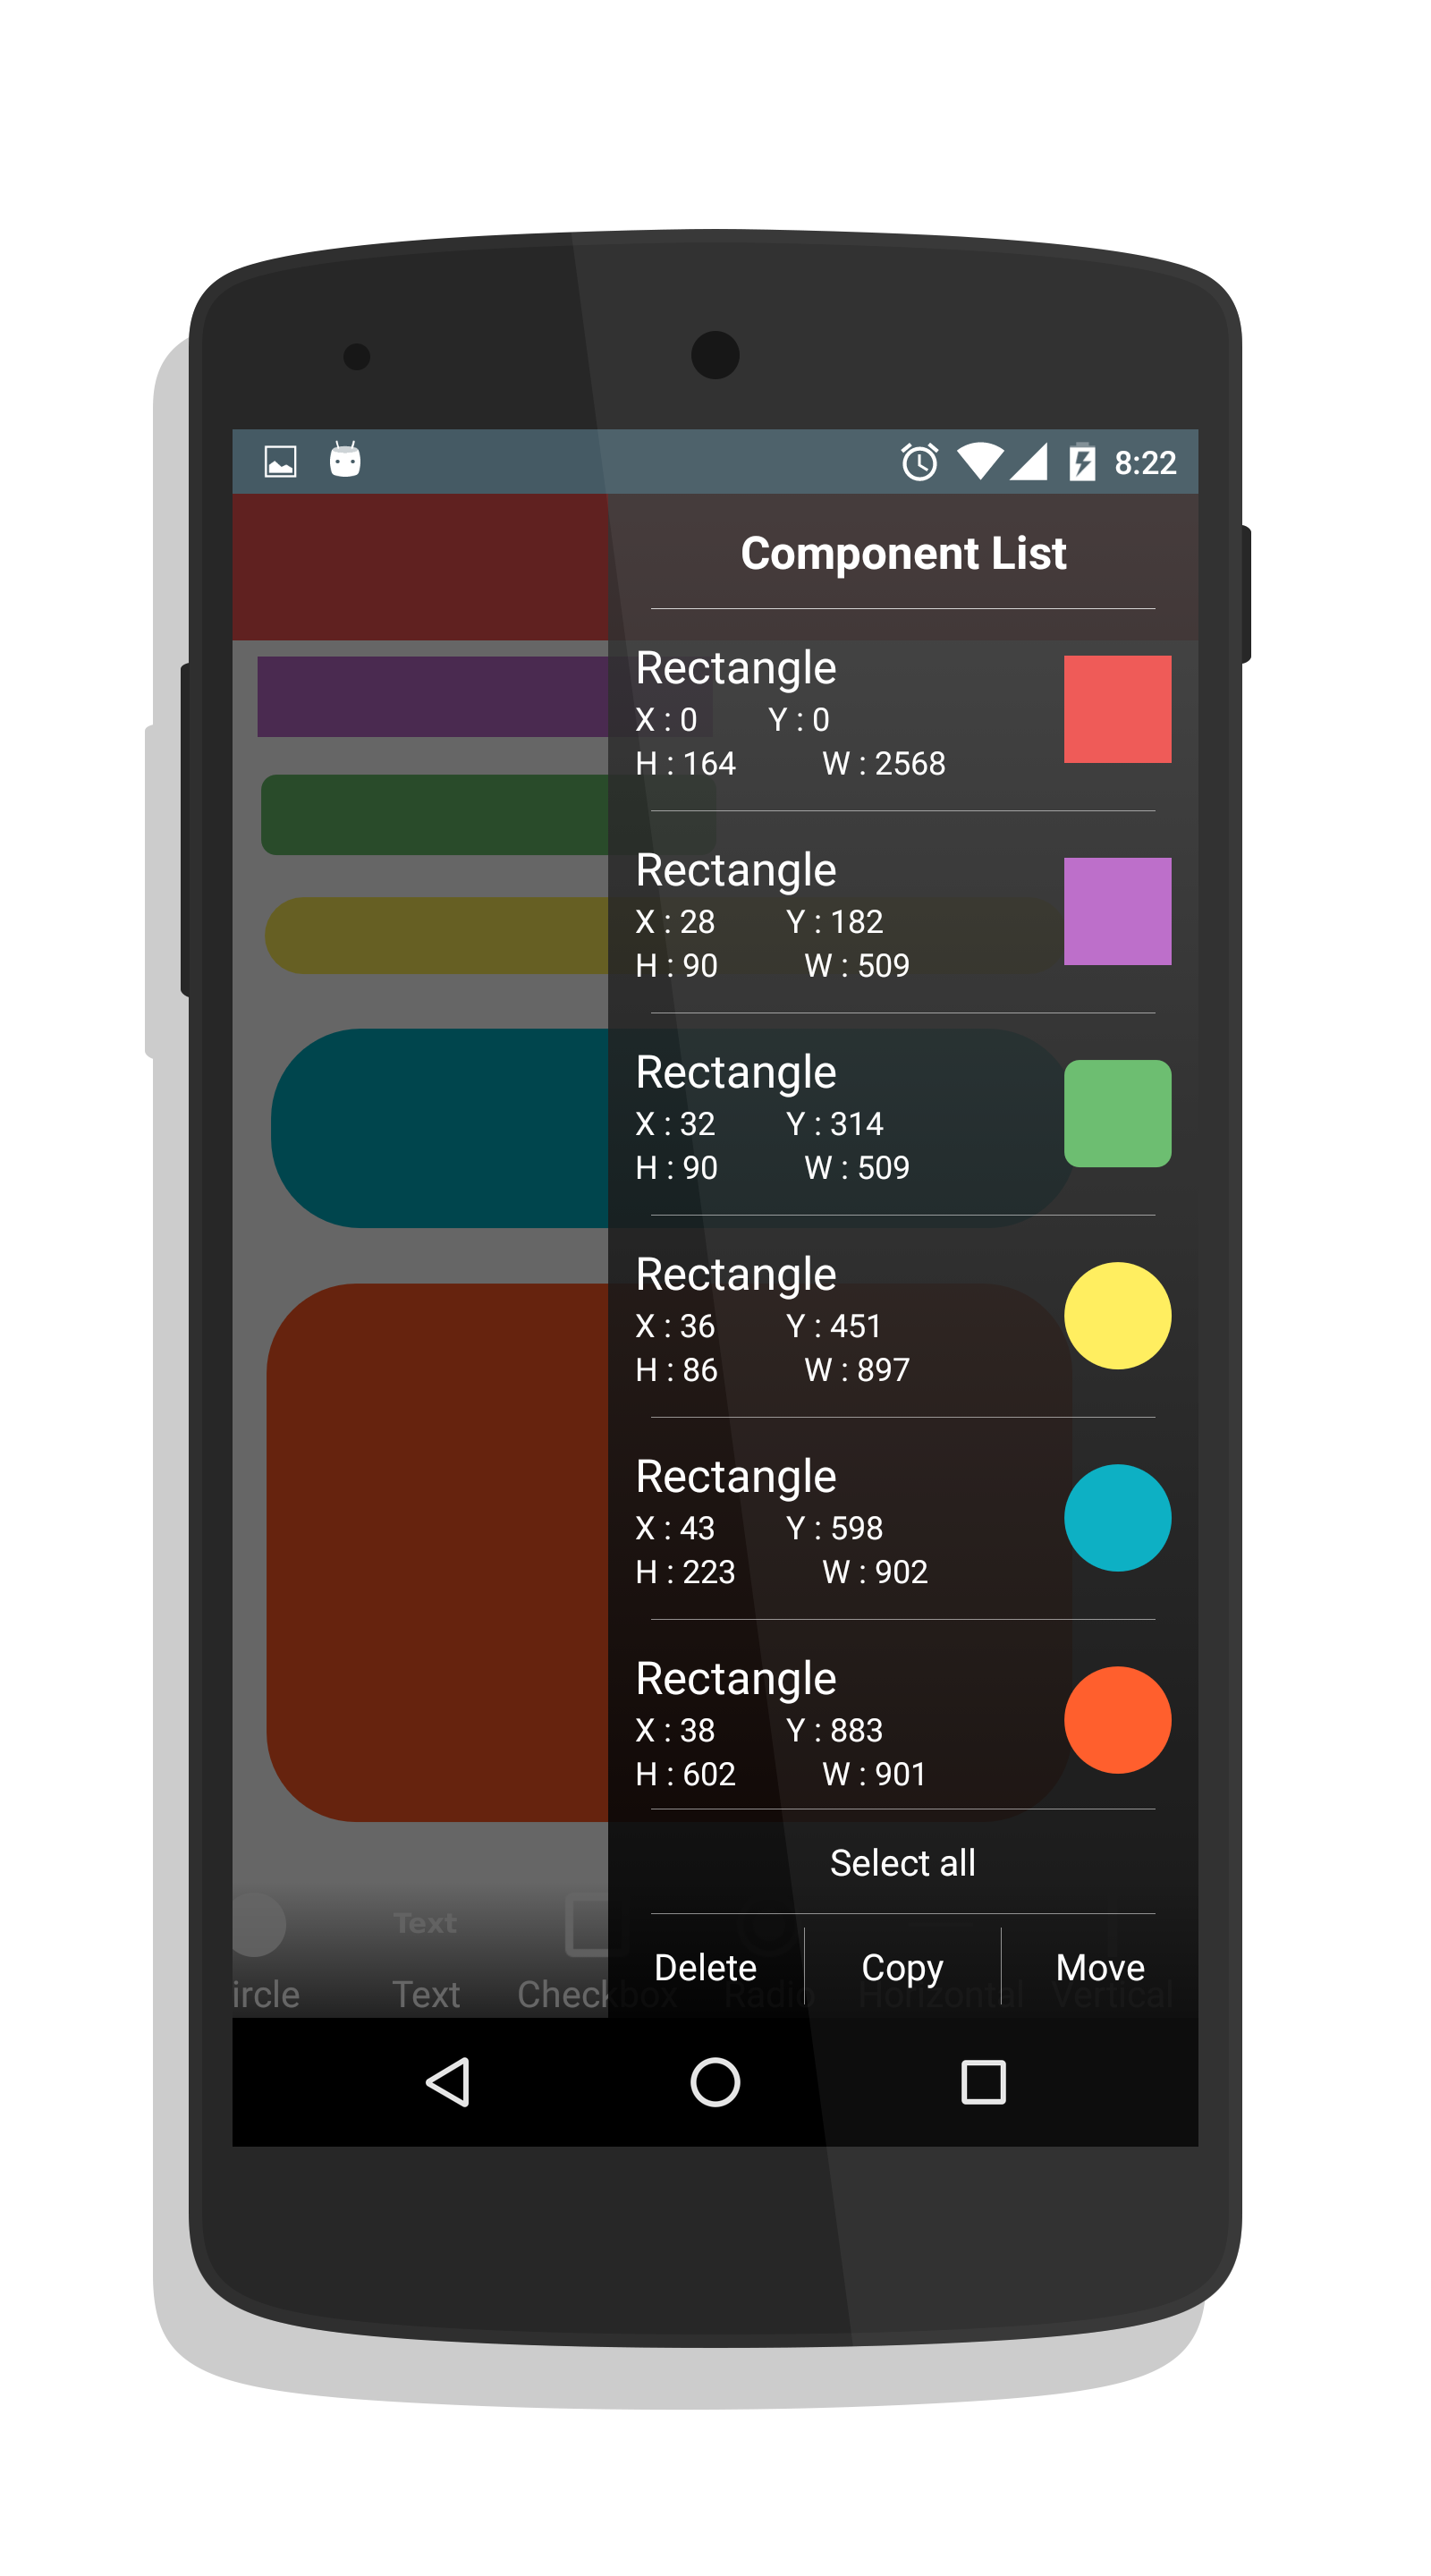 8:22
Component List
Rectangle
X : 0 Y : 0
H : 164 W : 2568
Rectangle
X : 28 Y : 182
H : 90 W : 509
Rectangle
X : 32 Y : 314
H : 90 W : 509
Rectangle
X : 36 Y : 451
H : 86 W : 897
Rectangle
X : 43 Y : 598
H : 223 W : 902
Rectangle
X : 38 Y : 883
H : 602 W : 901
Select all
Text
Delete Copy Move
ircle Text Checkbox Radio Horizontal Vertical